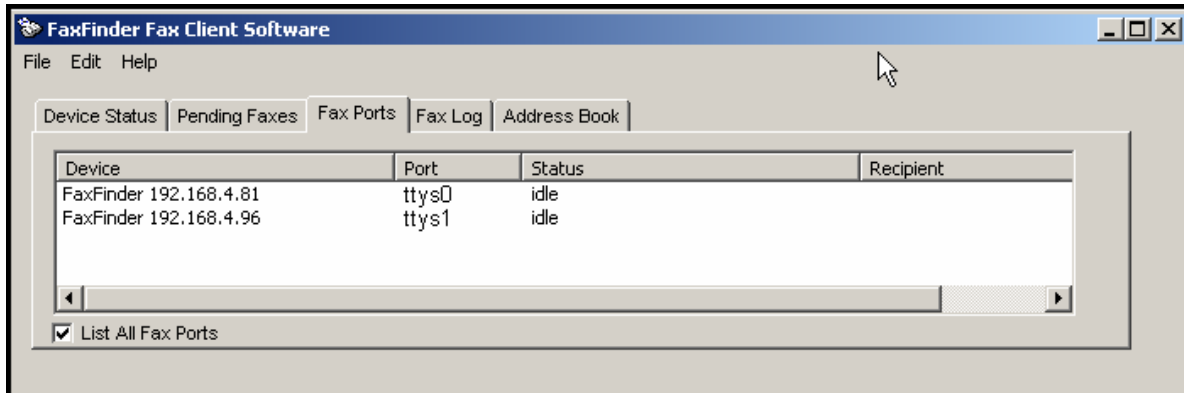 FaxFinder Fax Client Software
File Edit Help
Device Status Pending Faxes Fax Ports Fax Log Address Book
Device Port Status Recipient
FaxFinder 192.168.4.81 ttys0 idle
FaxFinder 192.168.4.96 ttys1 idle
List All Fax Ports